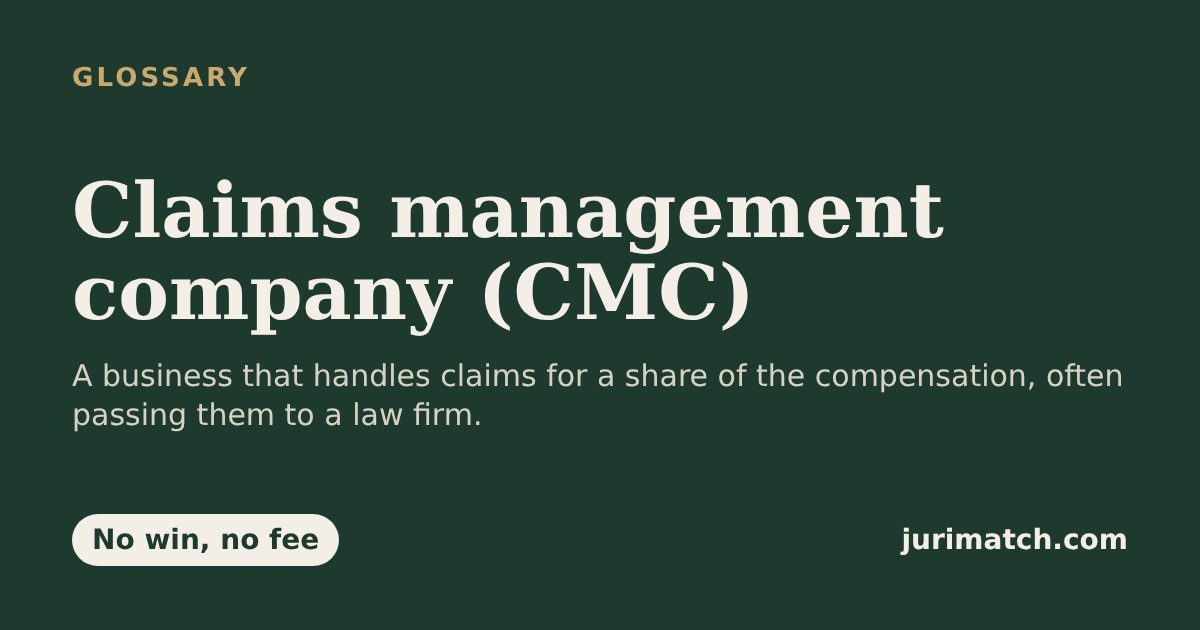 GLOSSARY
Claims management
company (CMC)
A business that handles claims for a share of the compensation, often
passing them to a law firm.
No win, no fee
jurimatch.com